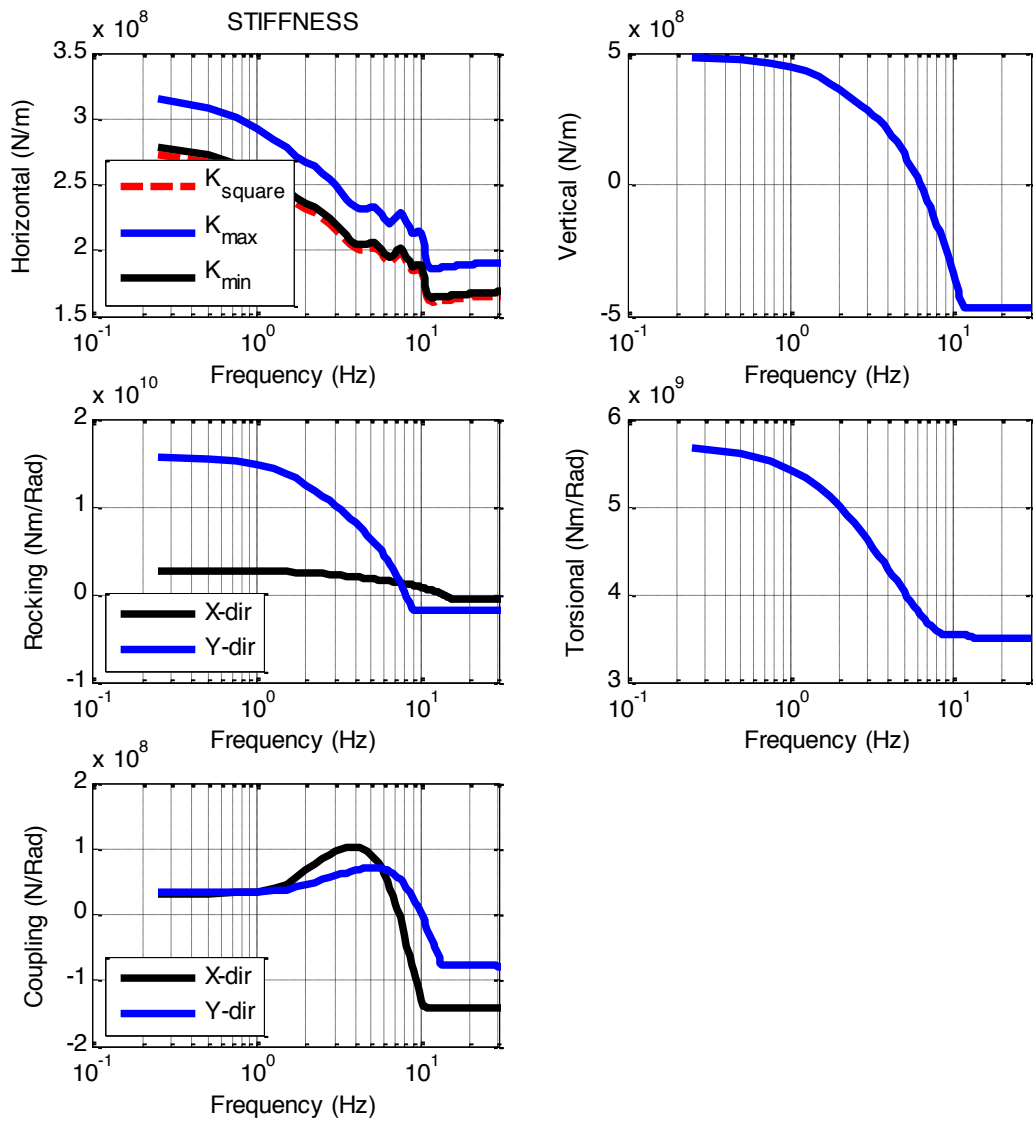 STIFFNESS
x 10^8
3.5
3
2.5
2
1.5
Horizontal (N/m)
K_square
K_max
K_min
10^-1
10^0
10^1
Frequency (Hz)
x 10^8
5
0
-5
Vertical (N/m)
10^-1
10^0
10^1
Frequency (Hz)
x 10^10
2
1
0
-1
Rocking (Nm/Rad)
X-dir
Y-dir
10^-1
10^0
10^1
Frequency (Hz)
x 10^9
6
5
4
3
Torsional (Nm/Rad)
10^-1
10^0
10^1
Frequency (Hz)
x 10^8
2
1
0
-1
-2
Coupling (N/Rad)
X-dir
Y-dir
10^-1
10^0
10^1
Frequency (Hz)